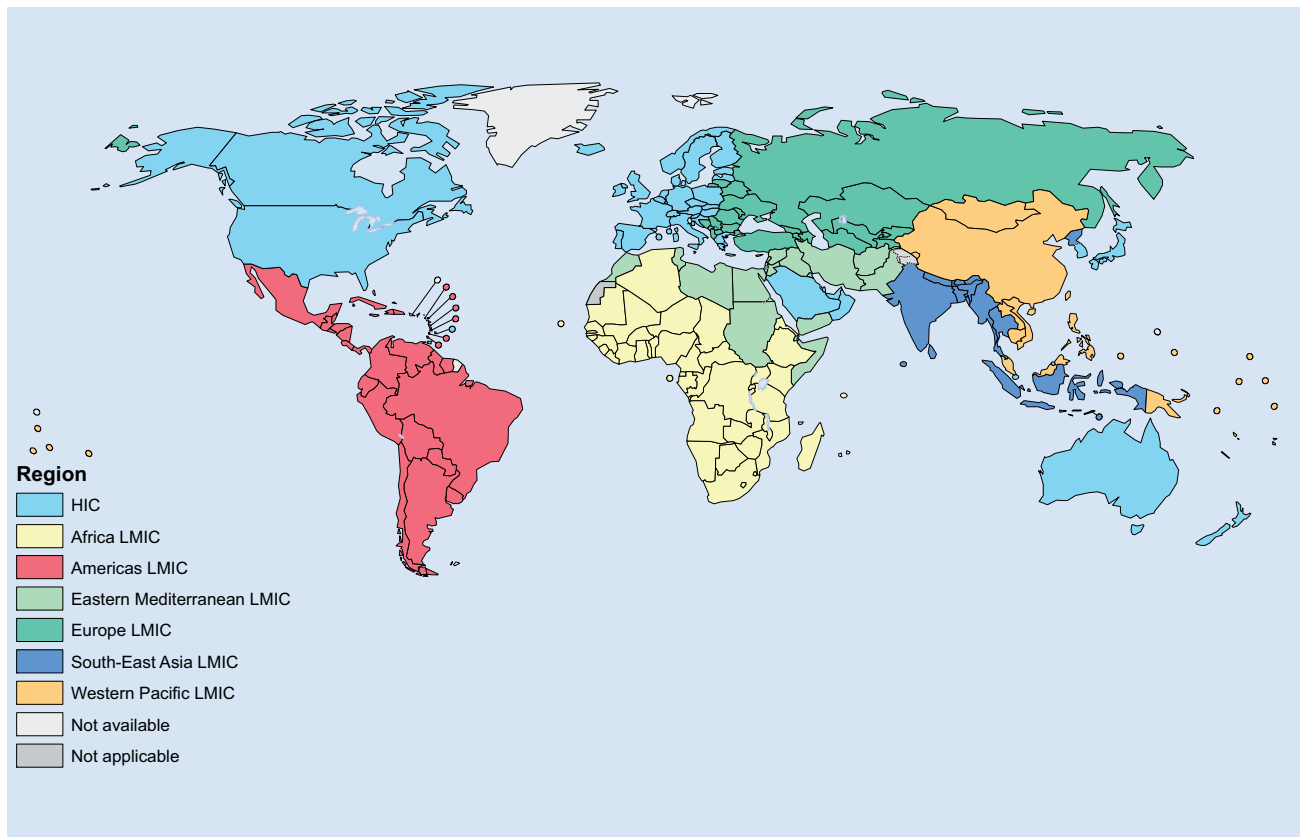 Region
HIC
Africa LMIC
Americas LMIC
Eastern Mediterranean LMIC
Europe LMIC
South-East Asia LMIC
Western Pacific LMIC
Not available
Not applicable